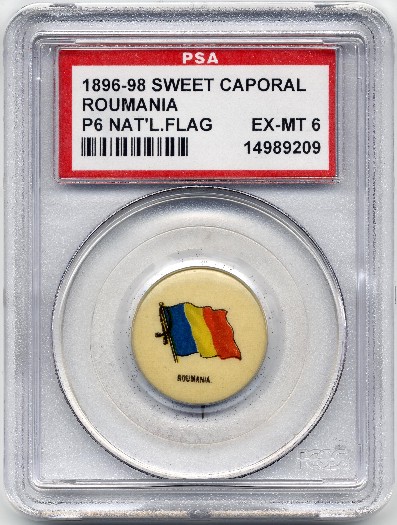 PSA
1896-98 SWEET CAPORAL
ROUMANIA
P6 NAT'L.FLAG EX-MT 6
14989209
ROUMANIA.